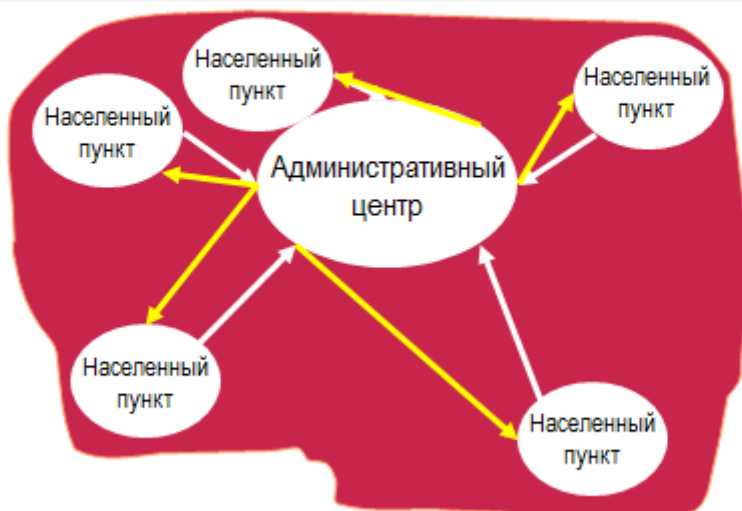 Населенный
пункт
Населенный
пункт
Населенный
пункт
Административный
центр
Населенный
пункт
Населенный
пункт